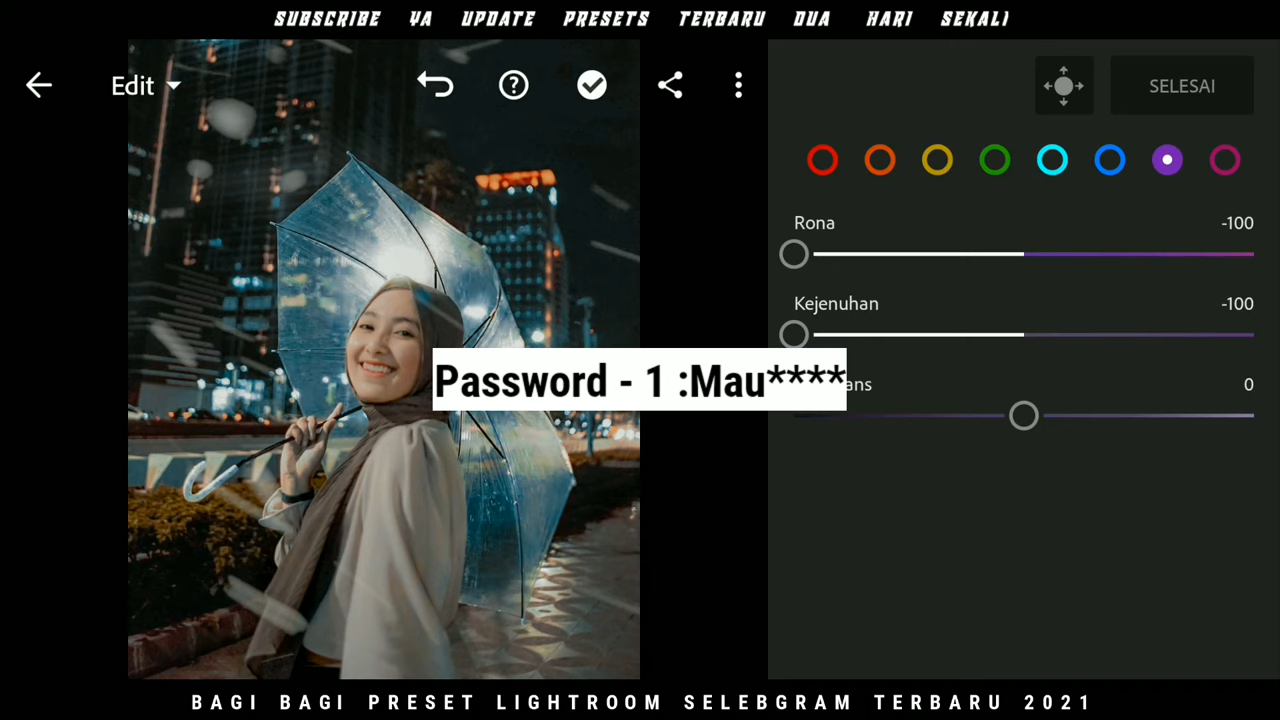 SUBSCRIBE YA UPDATE PRESETS TERBARU DUA HARI SEKALI
Edit
SELESAI
Rona -100
Kejenuhan -100
Password - 1 :Mau****
0
BAGI BAGI PRESET LIGHTROOM SELEBGRAM TERBARU 2021